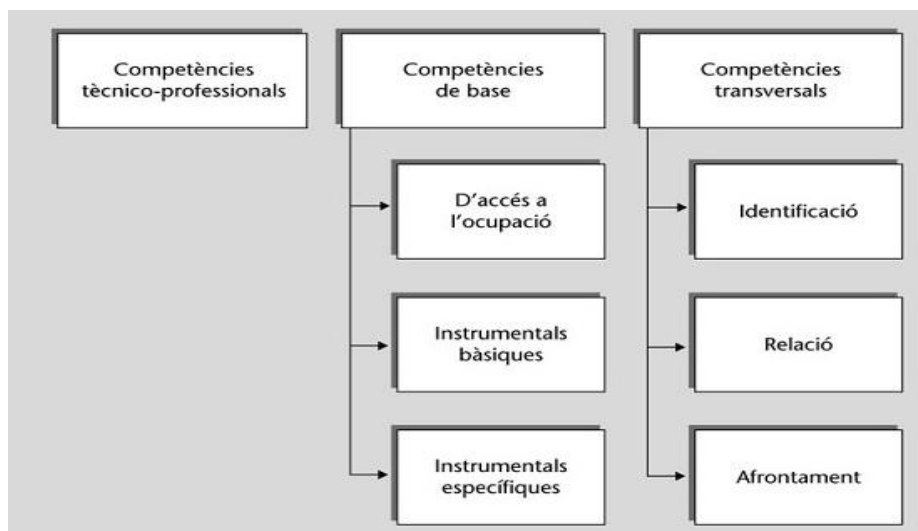 Competències
tècnico-professionals
Competències
de base
Competències
transversals
D'accés a
l'ocupació
Identificació
Instrumentals
bàsiques
Relació
Instrumentals
específiques
Afrontament